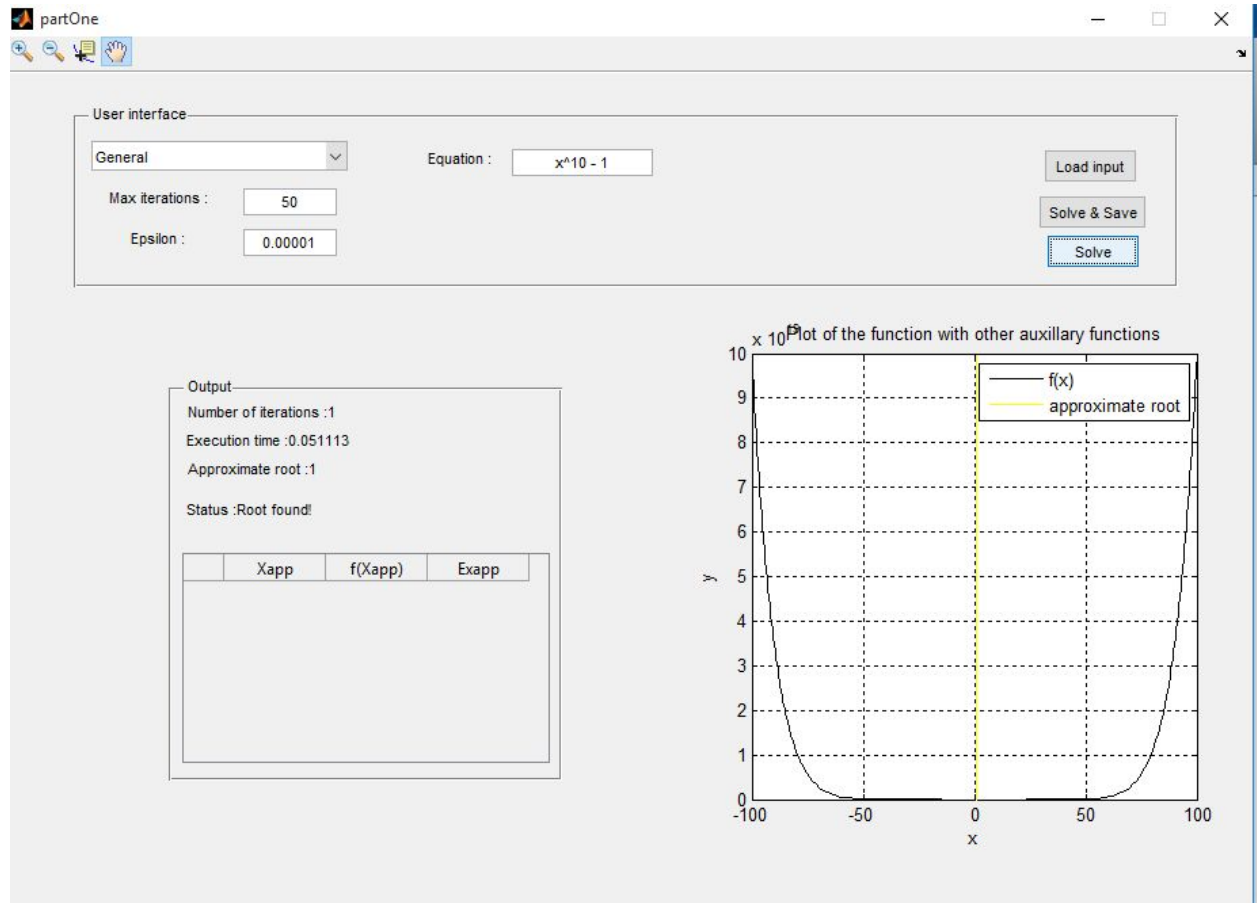 partOne
User interface
General
Equation :
x^10 - 1
Load input
Max iterations :
50
Solve & Save
Epsilon :
0.00001
Solve
Output
Number of iterations :1
Execution time :0.051113
Approximate root :1
Status :Root found!
Xapp f(Xapp) Exapp
x 10
Plot of the function with other auxillary functions
f(x)
approximate root
10
9
8
7
6
5
4
3
2
1
0
y
-100 -50 0 50 100
x